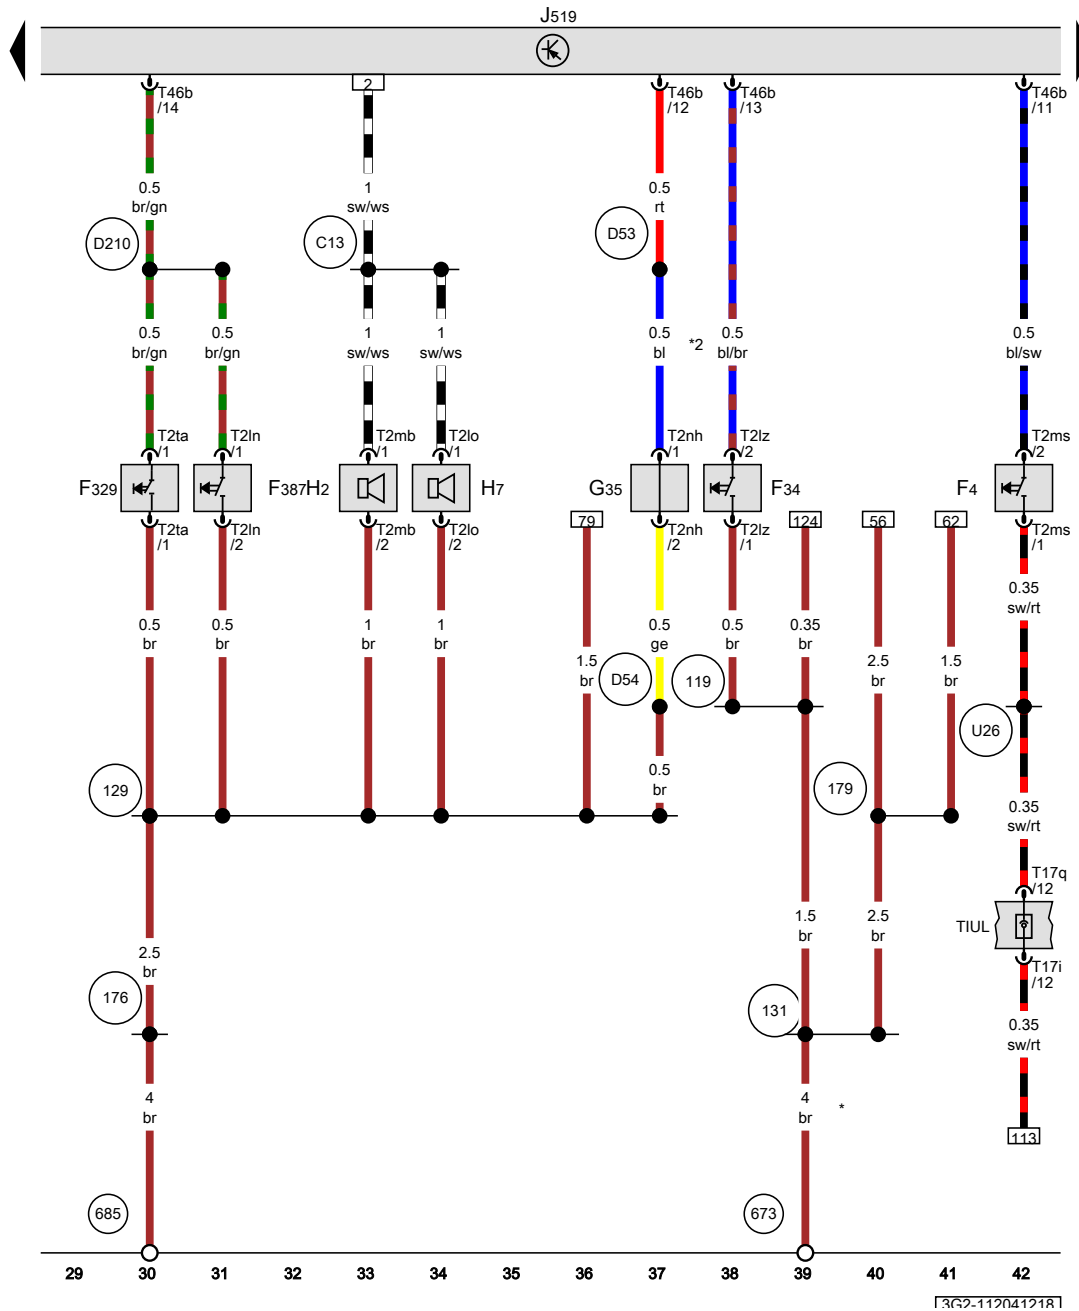 J519
2
T46b
/14
T46b
/12
T46b
/13
T46b
/11
0.5
br/gn
1
sw/ws
0.5
rt
D210
C13
D53
0.5
br/gn
0.5
br/gn
1
sw/ws
1
sw/ws
0.5
bl
*2
0.5
bl/br
0.5
bl/sw
T2ta
/1
T2ln
/1
T2mb
/1
T2lo
/1
T2nh
/1
T2lz
/2
T2ms
/2
F329
F387
H2
H7
G35
F34
F4
79
124
56
62
T2ta
/1
T2ln
/2
T2mb
/2
T2lo
/2
T2nh
/2
T2lz
/1
T2ms
/1
0.35
sw/rt
0.5
br
0.5
br
1
br
1
br
0.5
ge
0.5
br
0.35
br
1.5
br
2.5
br
1.5
br
D54
119
U26
0.5
br
129
179
0.35
sw/rt
T17q
/12
TIUL
1.5
br
2.5
br
2.5
br
T17i
/12
176
131
0.35
sw/rt
4
br
4
br
*
113
685
673
29 30 31 32 33 34 35 36 37 38 39 40 41 42
3G2-112041218